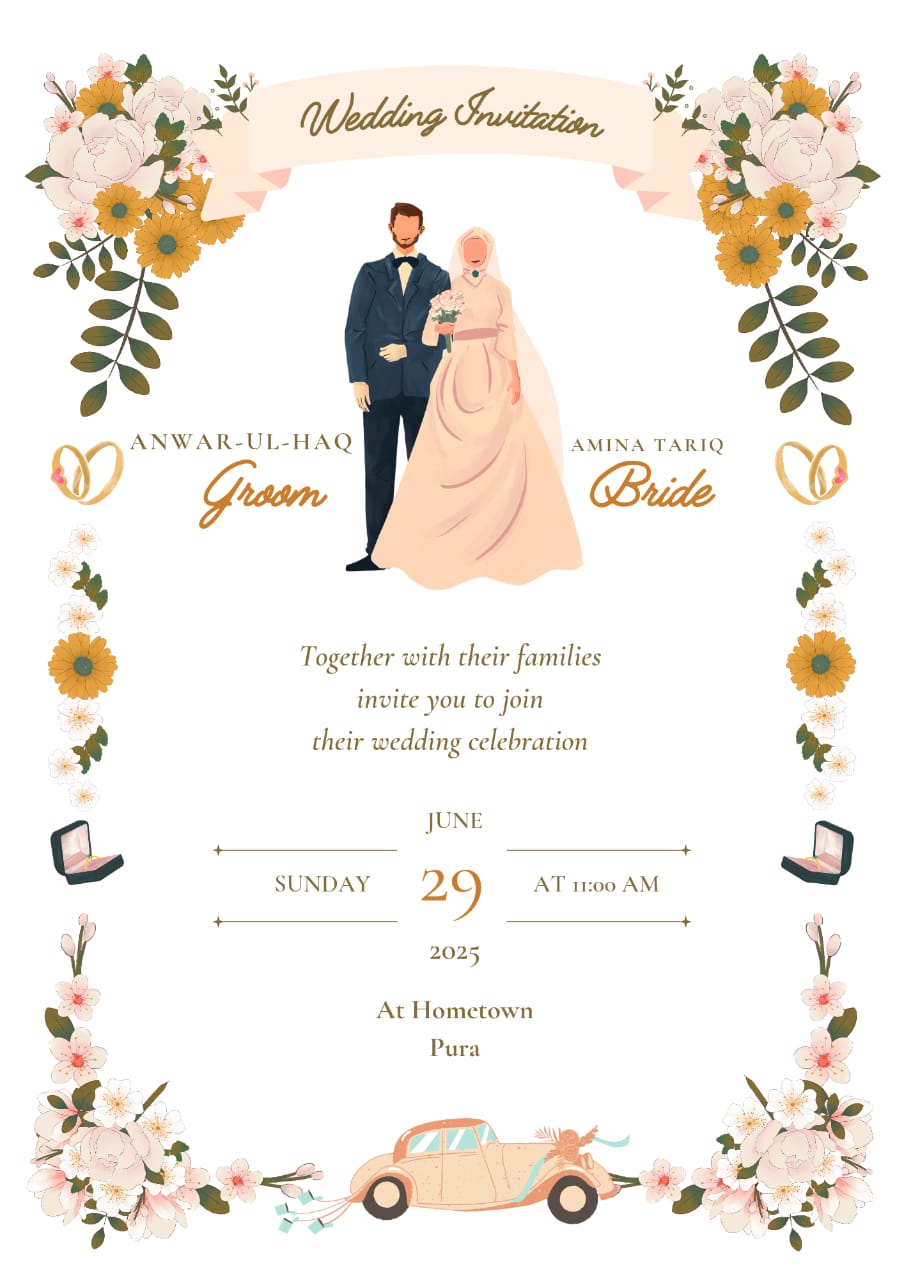 Wedding Invitation
ANWAR-UL-HAQ
Groom
AMINA TARIQ
Bride
Together with their families
invite you to join
their wedding celebration
JUNE
SUNDAY 29 AT 11:00 AM
2025
At Hometown
Pura